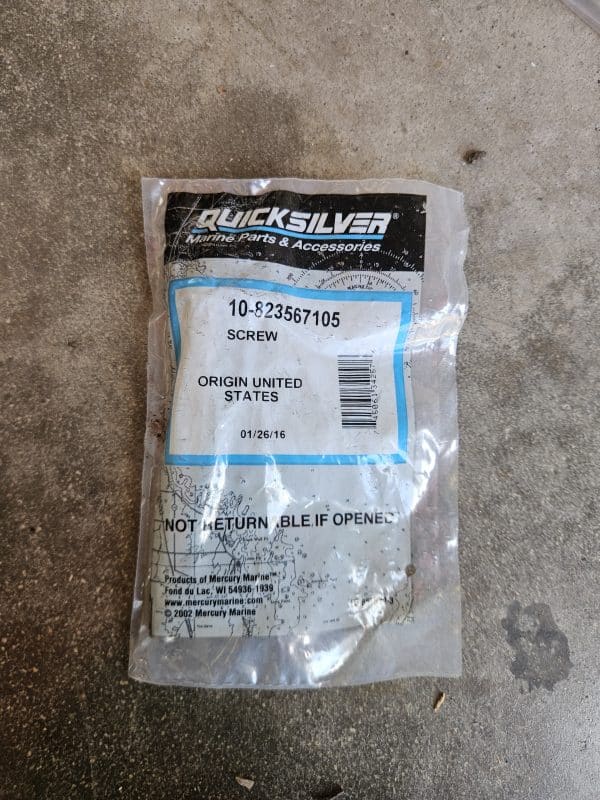 QUICKSILVER®
Marine Parts & Accessories
10-823567105
SCREW
ORIGIN UNITED
STATES
01/26/16
NOT RETURNABLE IF OPENED
Products of Mercury Marine™
Fond du Lac, WI 54936-1939
www.mercurymarine.com
© 2002 Mercury Marine